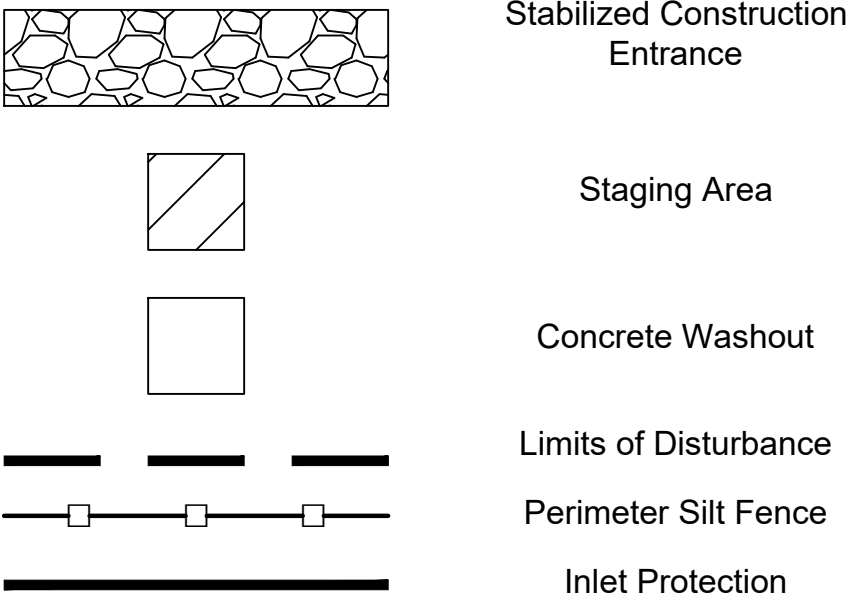 Stabilized Construction
Entrance
Staging Area
Concrete Washout
Limits of Disturbance
Perimeter Silt Fence
Inlet Protection